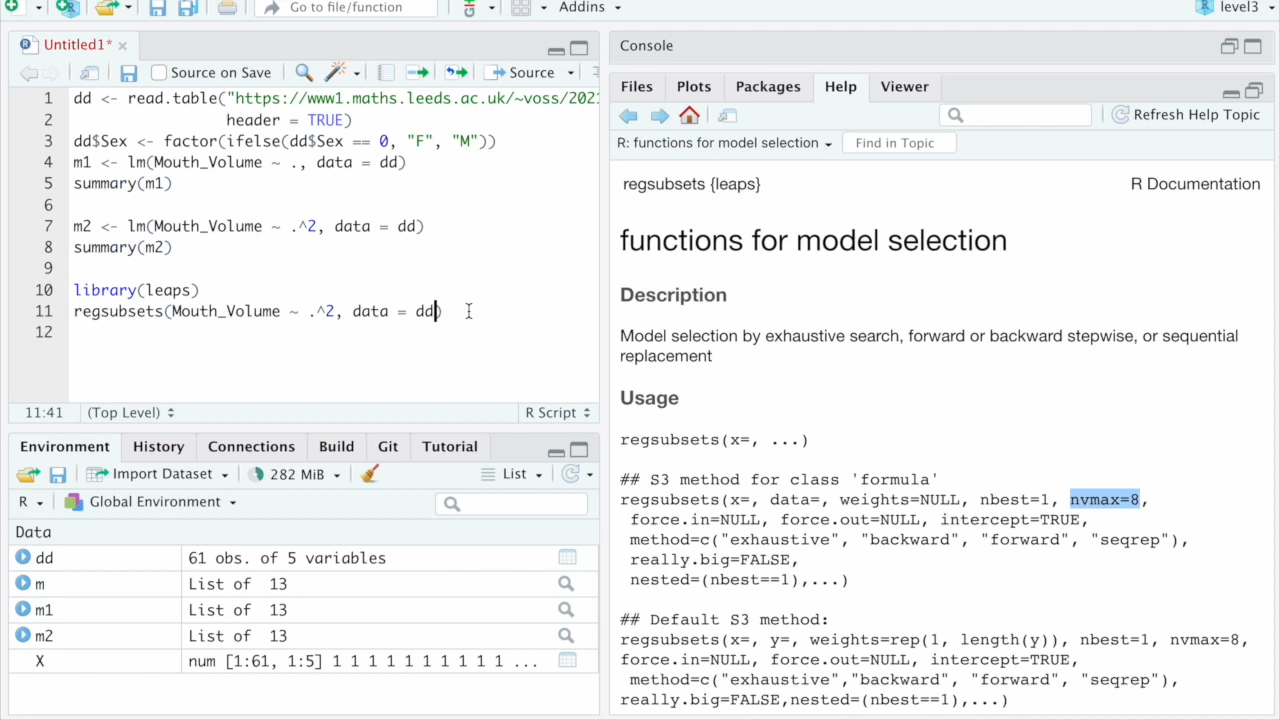 Go to file/function
Addins
level3
Untitled1*
Source on Save
Source
1 dd <- read.table("https://www1.maths.leeds.ac.uk/~voss/2021
2 header = TRUE)
3 dd$Sex <- factor(ifelse(dd$Sex == 0, "F", "M"))
4 m1 <- lm(Mouth_Volume ~ ., data = dd)
5 summary(m1)
6
7 m2 <- lm(Mouth_Volume ~ .^2, data = dd)
8 summary(m2)
9
10 library(leaps)
11 regsubsets(Mouth_Volume ~ .^2, data = dd)
12
11:41 (Top Level) R Script
Environment History Connections Build Git Tutorial
Import Dataset 282 MiB List
R Global Environment
Data
dd 61 obs. of 5 variables
m List of 13
m1 List of 13
m2 List of 13
X num [1:61, 1:5] 1 1 1 1 1 1 1 1 1 1 ...
Console
Files Plots Packages Help Viewer
Refresh Help Topic
R: functions for model selection Find in Topic
regsubsets {leaps} R Documentation
functions for model selection
Description
Model selection by exhaustive search, forward or backward stepwise, or sequential
replacement
Usage
regsubsets(x=, ...)
## S3 method for class 'formula'
regsubsets(x=, data=, weights=NULL, nbest=1, nvmax=8,
force.in=NULL, force.out=NULL, intercept=TRUE,
method=c("exhaustive", "backward", "forward", "seqrep"),
really.big=FALSE,
nested=(nbest==1),...)
## Default S3 method:
regsubsets(x=, y=, weights=rep(1, length(y)), nbest=1, nvmax=8,
force.in=NULL, force.out=NULL, intercept=TRUE,
method=c("exhaustive","backward", "forward", "seqrep"),
really.big=FALSE,nested=(nbest==1),...)